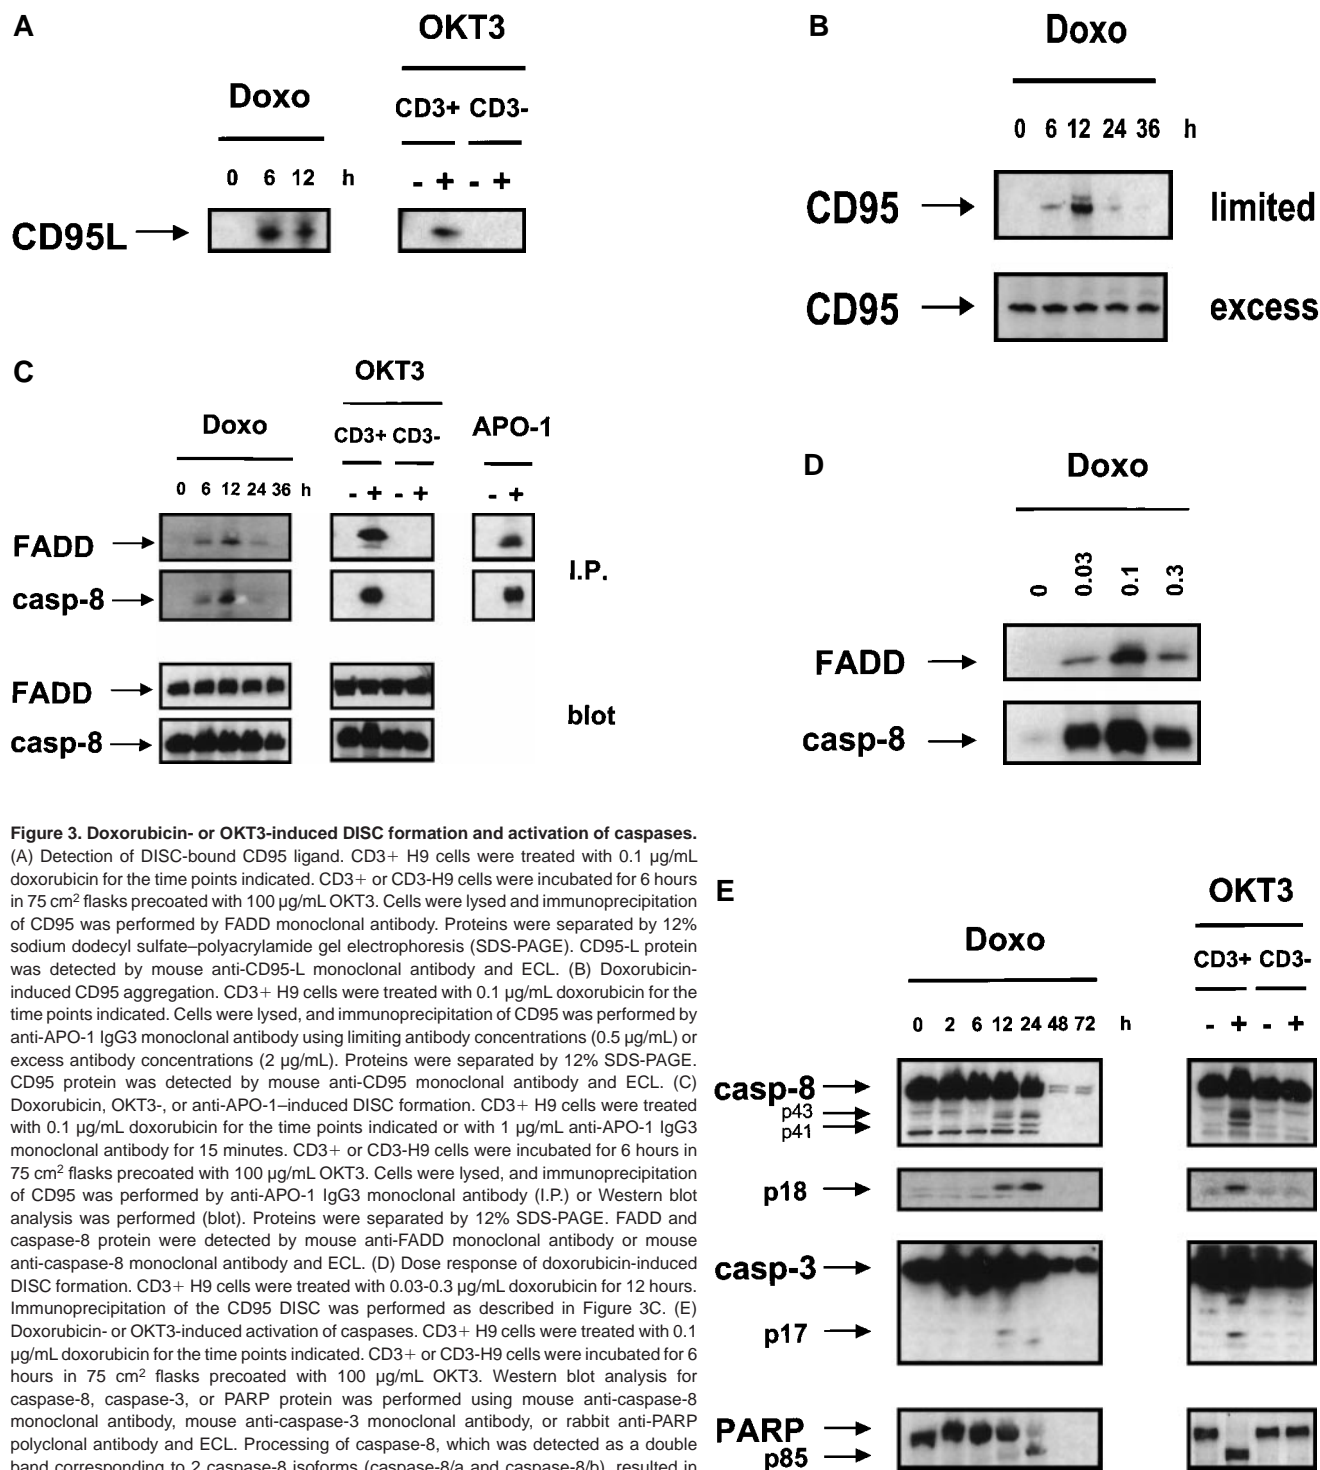 A
OKT3
Doxo
CD3+ CD3-
0 6 12 h
- + - +
CD95L
B
Doxo
0 6 12 24 36 h
CD95
limited
CD95
excess
C
OKT3
Doxo
CD3+ CD3-
APO-1
0 6 12 24 36 h
- + - +
- +
FADD
casp-8
I.P.
FADD
casp-8
blot
D
Doxo
0 0.03 0.1 0.3
FADD
casp-8
Figure 3. Doxorubicin- or OKT3-induced DISC formation and activation of caspases.
(A) Detection of DISC-bound CD95 ligand. CD3+ H9 cells were treated with 0.1 µg/mL
doxorubicin for the time points indicated. CD3+ or CD3-H9 cells were incubated for 6 hours
in 75 cm² flasks precoated with 100 µg/mL OKT3. Cells were lysed and immunoprecipitation
of CD95 was performed by FADD monoclonal antibody. Proteins were separated by 12%
sodium dodecyl sulfate–polyacrylamide gel electrophoresis (SDS-PAGE). CD95-L protein
was detected by mouse anti-CD95-L monoclonal antibody and ECL. (B) Doxorubicin-
induced CD95 aggregation. CD3+ H9 cells were treated with 0.1 µg/mL doxorubicin for the
time points indicated. Cells were lysed, and immunoprecipitation of CD95 was performed by
anti-APO-1 IgG3 monoclonal antibody using limiting antibody concentrations (0.5 µg/mL) or
excess antibody concentrations (2 µg/mL). Proteins were separated by 12% SDS-PAGE.
CD95 protein was detected by mouse anti-CD95 monoclonal antibody and ECL. (C)
Doxorubicin, OKT3-, or anti-APO-1–induced DISC formation. CD3+ H9 cells were treated
with 0.1 µg/mL doxorubicin for the time points indicated or with 1 µg/mL anti-APO-1 IgG3
monoclonal antibody for 15 minutes. CD3+ or CD3-H9 cells were incubated for 6 hours in
75 cm² flasks precoated with 100 µg/mL OKT3. Cells were lysed, and immunoprecipitation
of CD95 was performed by anti-APO-1 IgG3 monoclonal antibody (I.P.) or Western blot
analysis was performed (blot). Proteins were separated by 12% SDS-PAGE. FADD and
caspase-8 protein were detected by mouse anti-FADD monoclonal antibody or mouse
anti-caspase-8 monoclonal antibody and ECL. (D) Dose response of doxorubicin-induced
DISC formation. CD3+ H9 cells were treated with 0.03-0.3 µg/mL doxorubicin for 12 hours.
Immunoprecipitation of the CD95 DISC was performed as described in Figure 3C. (E)
Doxorubicin- or OKT3-induced activation of caspases. CD3+ H9 cells were treated with 0.1
µg/mL doxorubicin for the time points indicated. CD3+ or CD3-H9 cells were incubated for 6
hours in 75 cm² flasks precoated with 100 µg/mL OKT3. Western blot analysis for
caspase-8, caspase-3, or PARP protein was performed using mouse anti-caspase-8
monoclonal antibody, mouse anti-caspase-3 monoclonal antibody, or rabbit anti-PARP
polyclonal antibody and ECL. Processing of caspase-8, which was detected as a double
band corresponding to 2 caspase-8 isoforms (caspase-8/a and caspase-8/b), resulted in
E
OKT3
Doxo
CD3+ CD3-
0 2 6 12 24 48 72 h
- + - +
casp-8
p43
p41
p18
casp-3
p17
PARP
p85